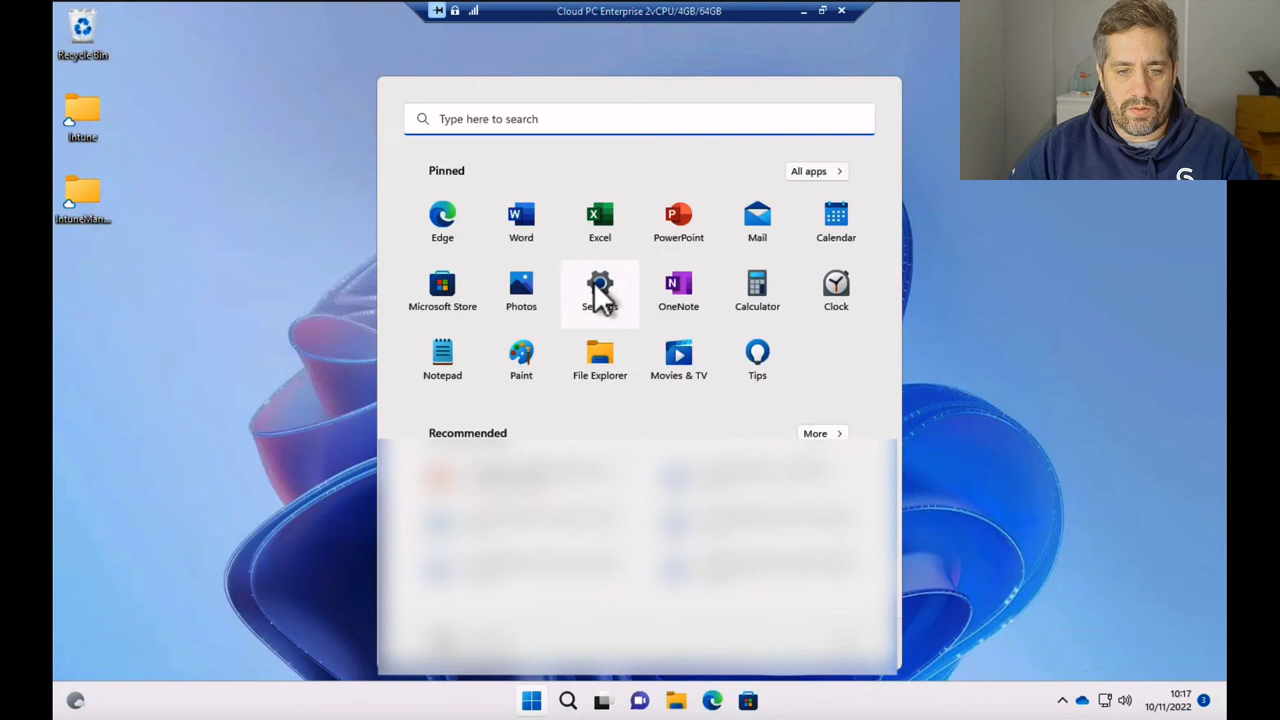 Cloud PC Enterprise 2vCPU/4GB/64GB
Recycle Bin
Intune
IntuneMan...
Type here to search
Pinned
All apps
Edge
Word
Excel
PowerPoint
Mail
Calendar
Microsoft Store
Photos
OneNote
Calculator
Clock
Notepad
Paint
File Explorer
Movies & TV
Tips
Recommended
More
10:17
10/11/2022
3